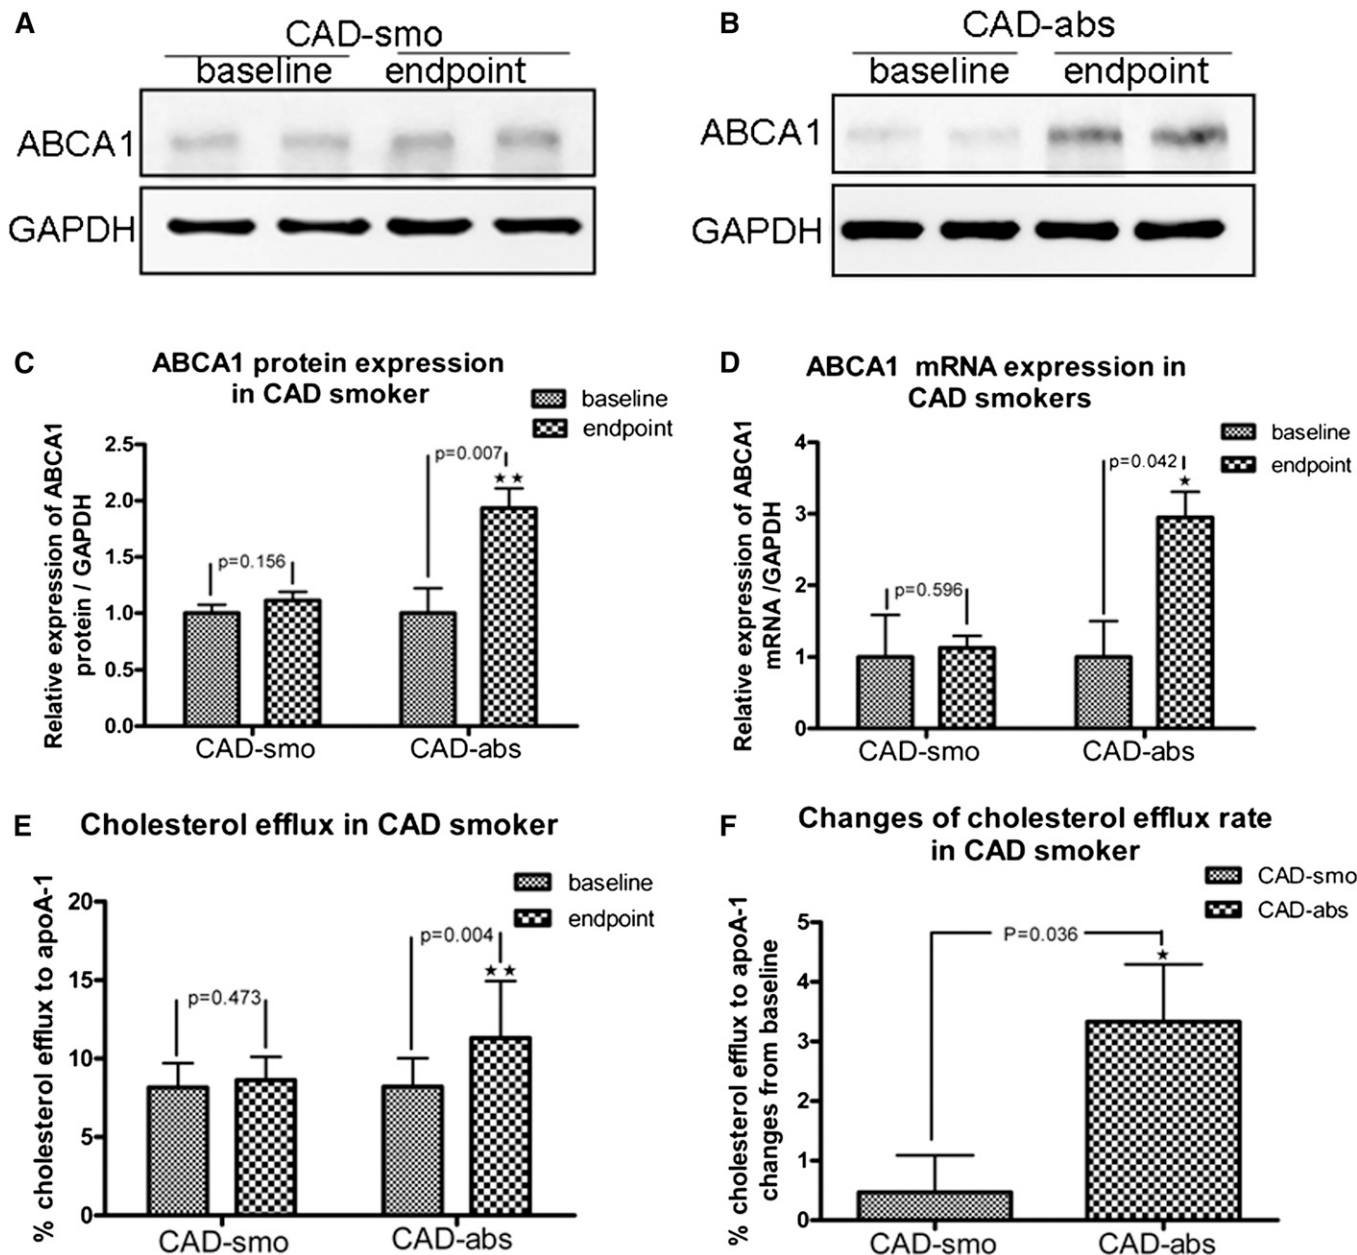 A
CAD-smo
baseline endpoint
ABCA1
GAPDH
B
CAD-abs
baseline endpoint
ABCA1
GAPDH
C
ABCA1 protein expression
in CAD smoker
baseline
endpoint
Relative expression of ABCA1
protein / GAPDH
2.5
2.0
1.5
1.0
0.5
0.0
p=0.156
p=0.007
★★
CAD-smo CAD-abs
D
ABCA1 mRNA expression in
CAD smokers
baseline
endpoint
Relative expression of ABCA1
mRNA /GAPDH
4
3
2
1
0
p=0.596
p=0.042
★
CAD-smo CAD-abs
E
Cholesterol efflux in CAD smoker
baseline
endpoint
% cholesterol efflux to apoA-1
20
15
10
5
0
p=0.473
p=0.004
★★
CAD-smo CAD-abs
F
Changes of cholesterol efflux rate
in CAD smoker
CAD-smo
CAD-abs
% cholesterol efflux to apoA-1
changes from baseline
5
4
3
2
1
0
P=0.036
★
CAD-smo CAD-abs